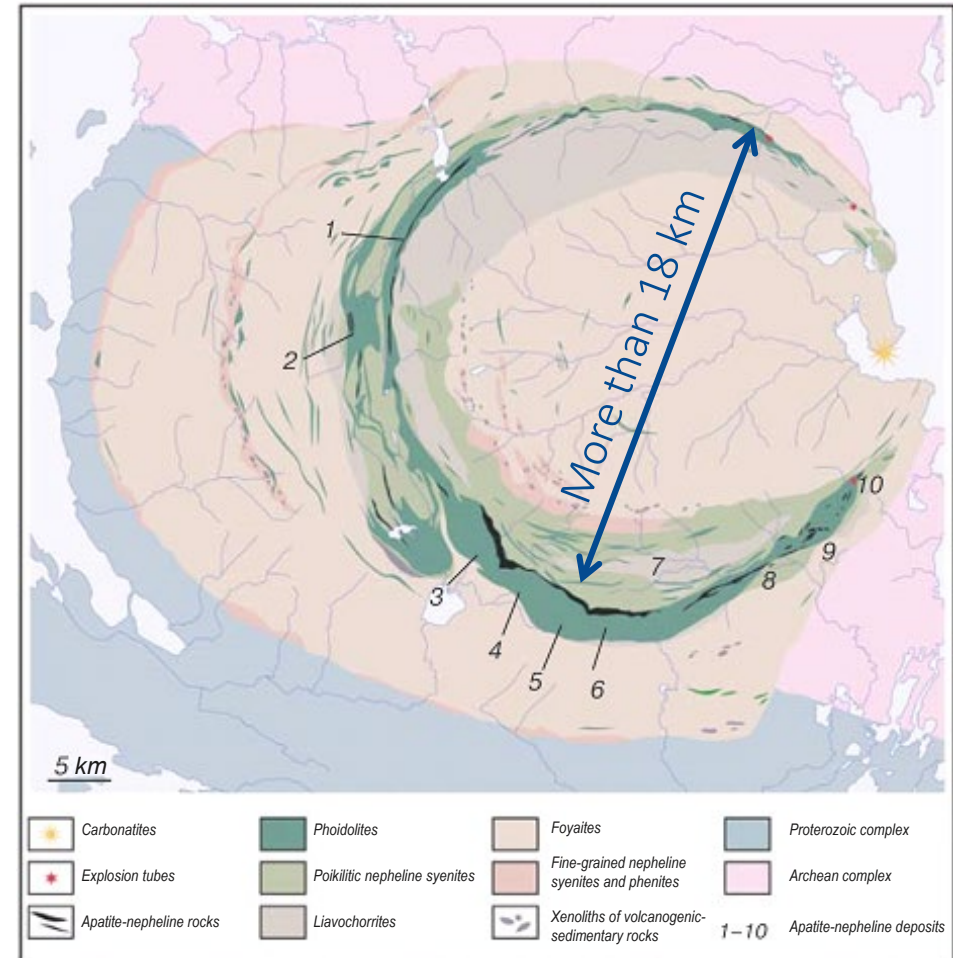 1
2
More than 18 km
3
4
5
6
7
8
9
10
5 km
Carbonatites
Phoidolites
Foyaites
Proterozoic complex
Explosion tubes
Poikilitic nepheline syenites
Fine-grained nepheline
syenites and phenites
Archean complex
Apatite-nepheline rocks
Liavochorrites
Xenoliths of volcanogenic-
sedimentary rocks
1–10
Apatite-nepheline deposits